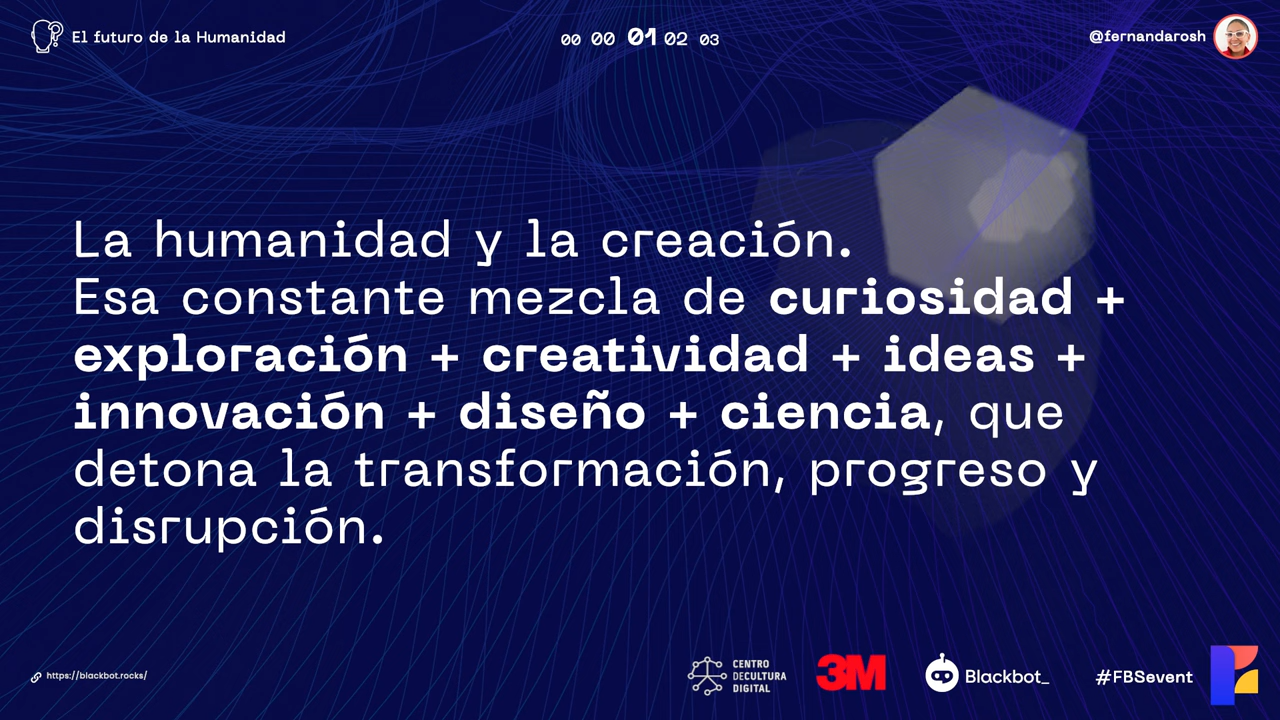 El futuro de la Humanidad
00 00 01 02 03
@fernandarosh
La humanidad y la creación.
Esa constante mezcla de curiosidad +
exploración + creatividad + ideas +
innovación + diseño + ciencia, que
detona la transformación, progreso y
disrupción.
https://blackbot.rocks/
CENTRO
DECULTURA
DIGITAL
3M
Blackbot_
#FBSevent